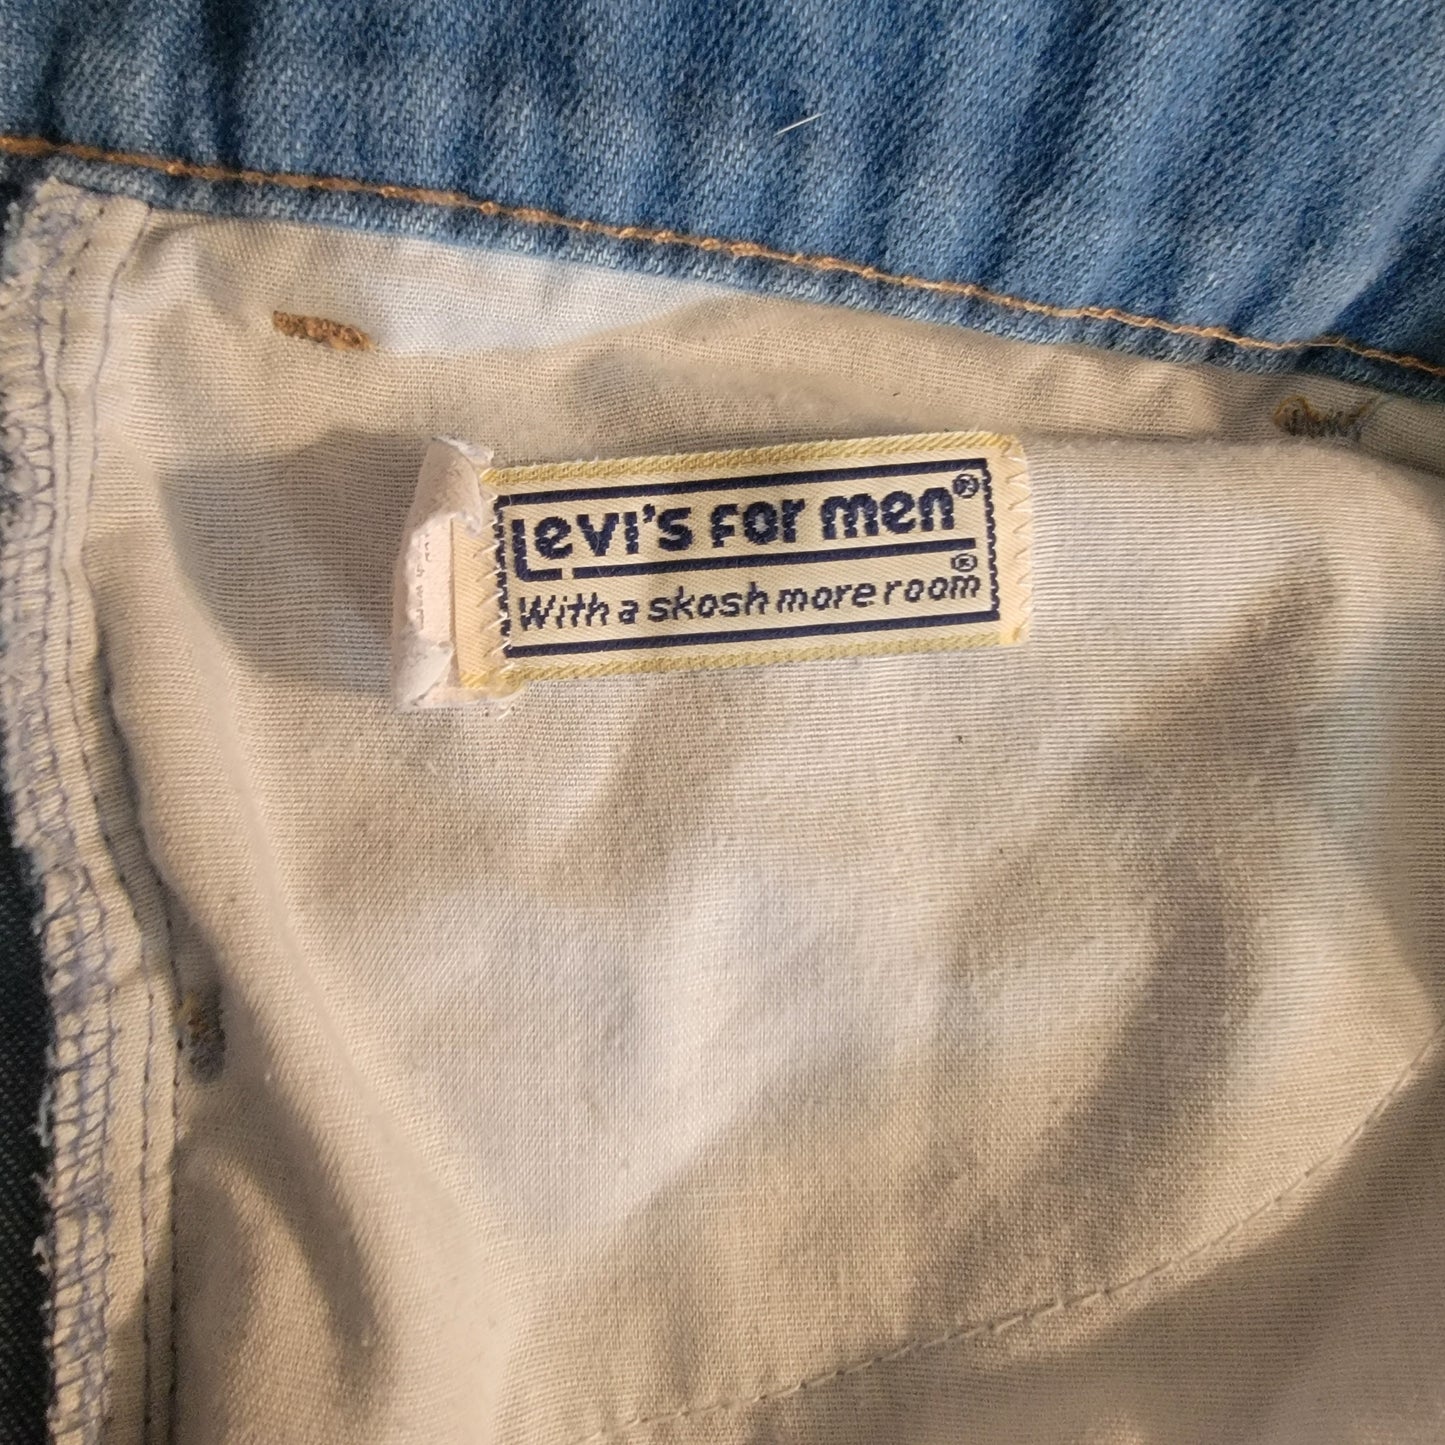 Levi's for men®
With a skosh more room®